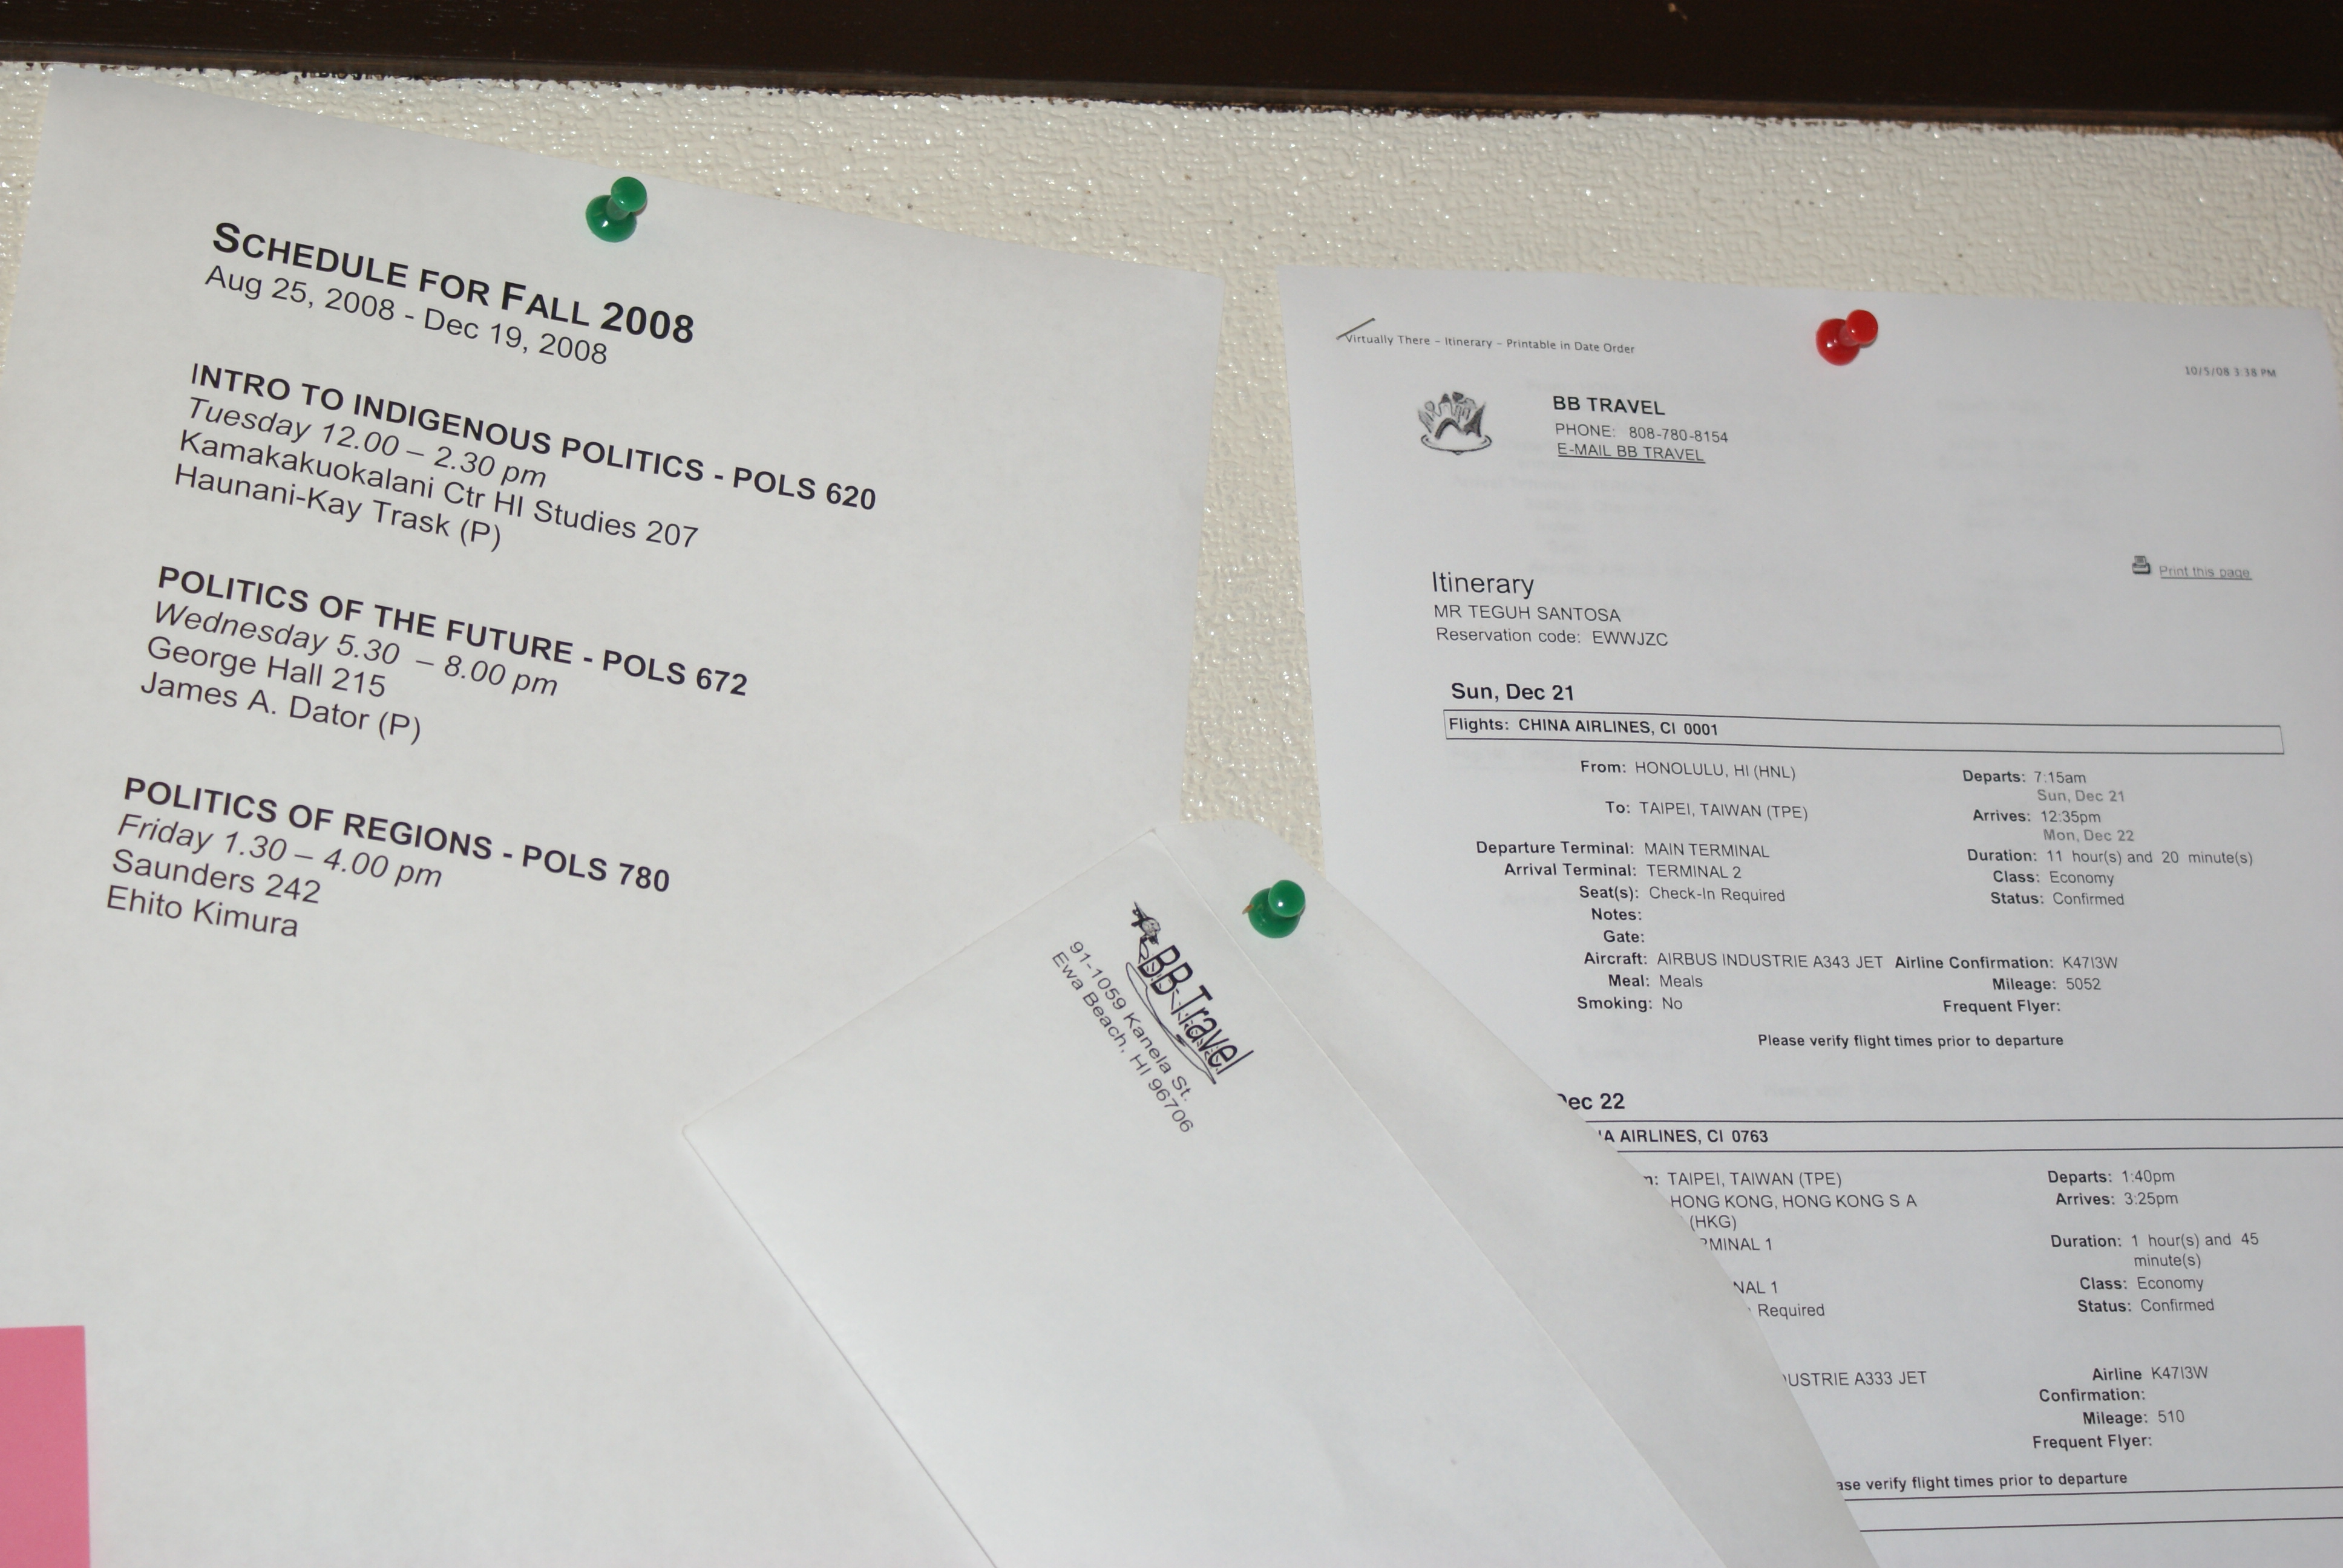 SCHEDULE FOR FALL 2008
Aug 25, 2008 - Dec 19, 2008
INTRO TO INDIGENOUS POLITICS - POLS 620
Tuesday 12.00 – 2.30 pm
Kamakakuokalani Ctr HI Studies 207
Haunani-Kay Trask (P)
POLITICS OF THE FUTURE - POLS 672
Wednesday 5.30 – 8.00 pm
George Hall 215
James A. Dator (P)
POLITICS OF REGIONS - POLS 780
Friday 1.30 – 4.00 pm
Saunders 242
Ehito Kimura
BB Travel
91-1059 Kanela St.
Ewa Beach, HI 96706
Virtually There - Itinerary - Printable in Date Order
10/5/08 3:38 PM
BB TRAVEL
PHONE: 808-780-8154
E-MAIL BB TRAVEL
Print this page
Itinerary
MR TEGUH SANTOSA
Reservation code: EWWJZC
Sun, Dec 21
Flights: CHINA AIRLINES, CI 0001
From: HONOLULU, HI (HNL) Departs: 7:15am
Sun, Dec 21
To: TAIPEI, TAIWAN (TPE) Arrives: 12:35pm
Mon, Dec 22
Departure Terminal: MAIN TERMINAL Duration: 11 hour(s) and 20 minute(s)
Arrival Terminal: TERMINAL 2 Class: Economy
Seat(s): Check-In Required Status: Confirmed
Notes:
Gate:
Aircraft: AIRBUS INDUSTRIE A343 JET Airline Confirmation: K47I3W
Meal: Meals Mileage: 5052
Smoking: No Frequent Flyer:
Please verify flight times prior to departure
Dec 22
AIRLINES, CI 0763
TAIPEI, TAIWAN (TPE) Departs: 1:40pm
HONG KONG, HONG KONG S A Arrives: 3:25pm
(HKG)
RMINAL 1 Duration: 1 hour(s) and 45
minute(s)
NAL 1 Class: Economy
Required Status: Confirmed
USTRIE A333 JET Airline K47I3W
Confirmation:
Mileage: 510
Frequent Flyer:
ase verify flight times prior to departure